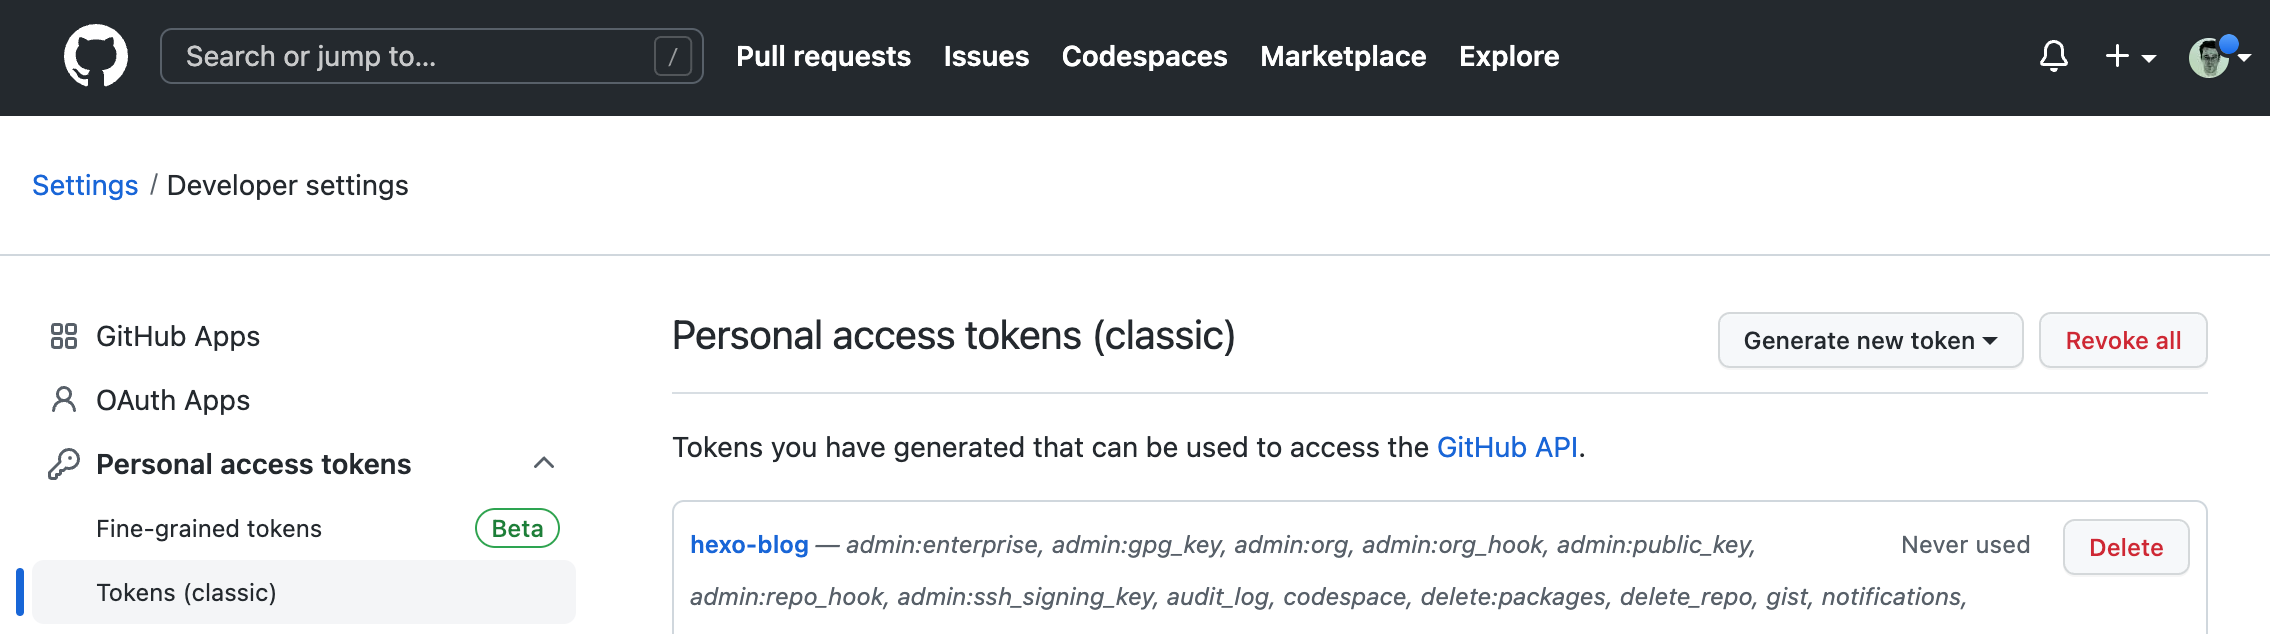 Search or jump to... /
Pull requests Issues Codespaces Marketplace Explore
Settings / Developer settings
GitHub Apps
OAuth Apps
Personal access tokens
Fine-grained tokens Beta
Tokens (classic)
Personal access tokens (classic)
Generate new token Revoke all
Tokens you have generated that can be used to access the GitHub API.
hexo-blog — admin:enterprise, admin:gpg_key, admin:org, admin:org_hook, admin:public_key,
Never used Delete
admin:repo_hook, admin:ssh_signing_key, audit_log, codespace, delete:packages, delete_repo, gist, notifications,